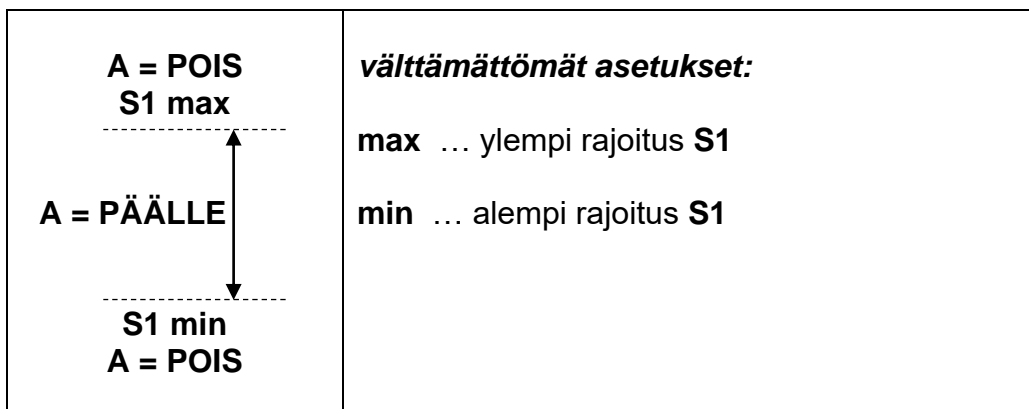 A = POIS
S1 max
A = PÄÄLLE
S1 min
A = POIS
välttämättömät asetukset:
max … ylempi rajoitus S1
min … alempi rajoitus S1